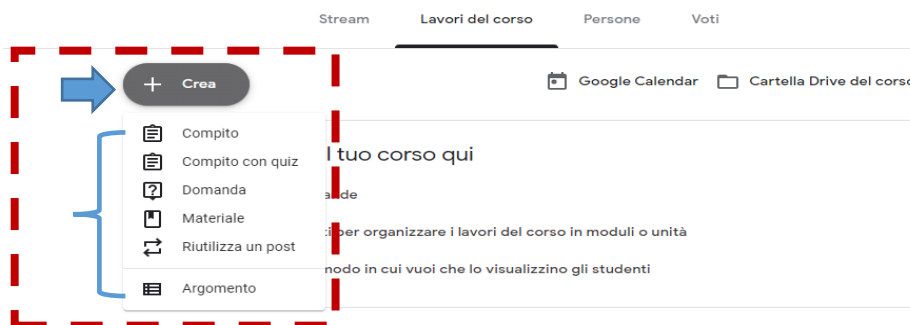 Stream Lavori del corso Persone Voti
+ Crea
Google Calendar Cartella Drive del corso
Compito
Compito con quiz
Domanda
Materiale
Riutilizza un post
Argomento
l tuo corso qui
per organizzare i lavori del corso in moduli o unità
modo in cui vuoi che lo visualizzino gli studenti